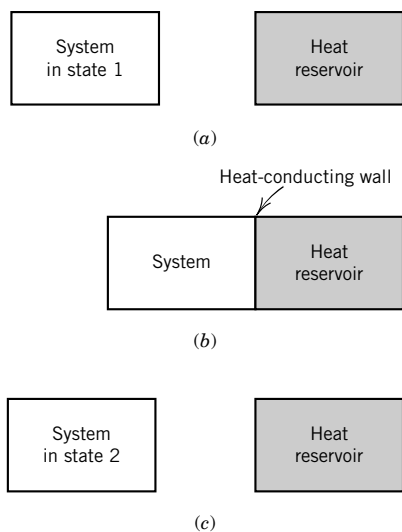 System
in state 1
Heat
reservoir
(a)
Heat-conducting wall
System
Heat
reservoir
(b)
System
in state 2
Heat
reservoir
(c)